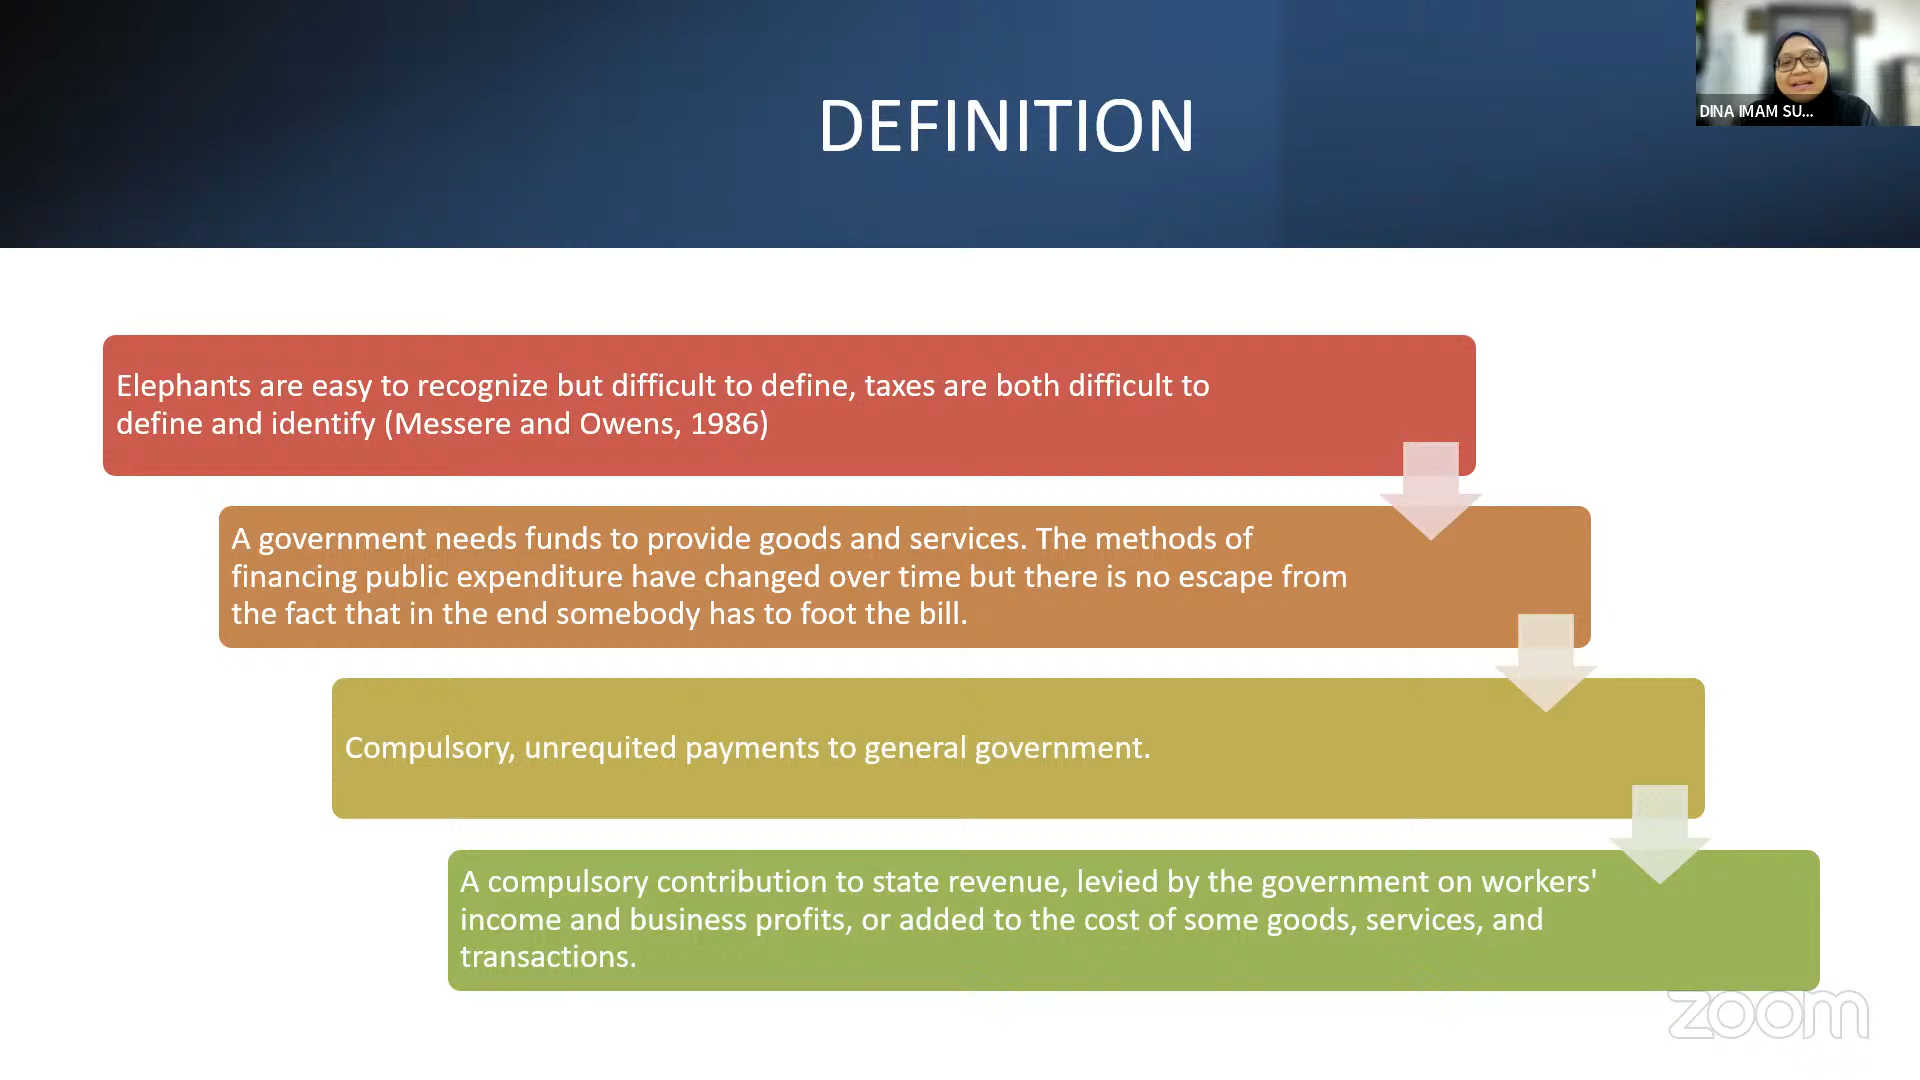 DEFINITION
DINA IMAM SU...
Elephants are easy to recognize but difficult to define, taxes are both difficult to
define and identify (Messere and Owens, 1986)
A government needs funds to provide goods and services. The methods of
financing public expenditure have changed over time but there is no escape from
the fact that in the end somebody has to foot the bill.
Compulsory, unrequited payments to general government.
A compulsory contribution to state revenue, levied by the government on workers'
income and business profits, or added to the cost of some goods, services, and
transactions.
zoom